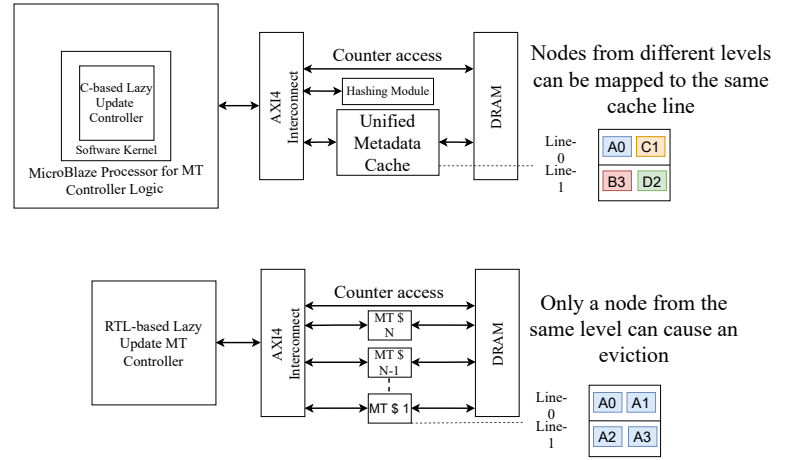 Counter access
Nodes from different levels
can be mapped to the same
cache line
C-based Lazy
Update
Controller
Software Kernel
MicroBlaze Processor for MT
Controller Logic
AXI4
Interconnect
Hashing Module
Unified
Metadata
Cache
DRAM
Line-
0
Line-
1
A0 C1
B3 D2
Counter access
RTL-based Lazy
Update MT
Controller
AXI4
Interconnect
MT $
N
MT $
N-1
MT $ 1
DRAM
Only a node from the
same level can cause an
eviction
Line-
0
Line-
1
A0 A1
A2 A3